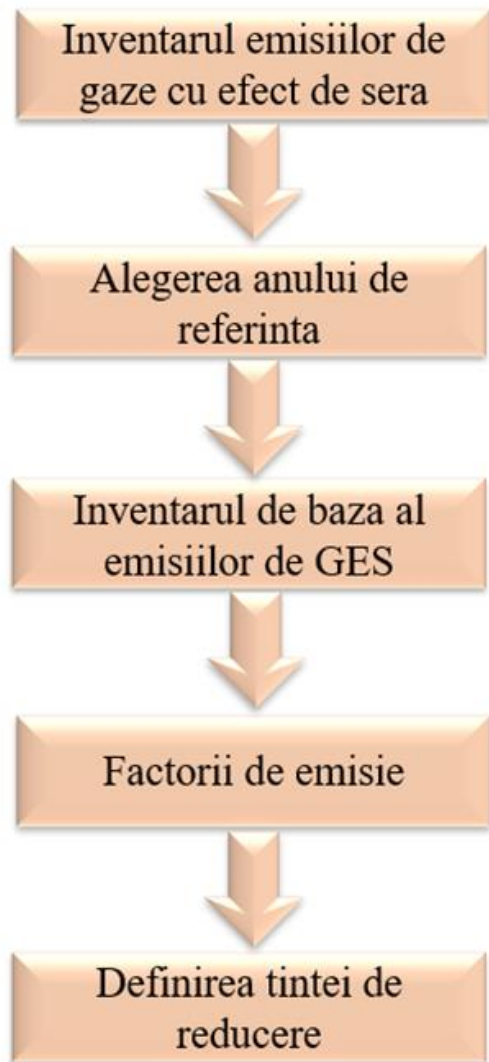 Inventarul emisiilor de
gaze cu efect de sera
Alegerea anului de
referinta
Inventarul de baza al
emisiilor de GES
Factorii de emisie
Definirea tintei de
reducere